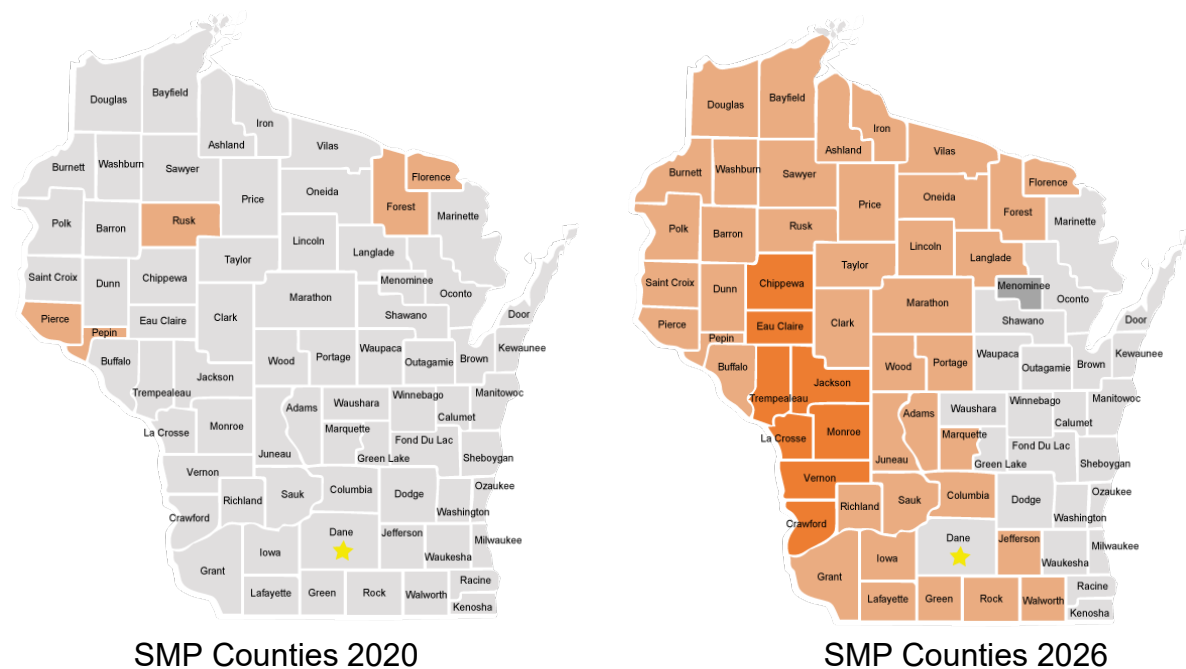 Douglas
Bayfield
Iron
Ashland
Vilas
Burnett
Washburn
Sawyer
Florence
Price
Oneida
Forest
Rusk
Marinette
Polk
Barron
Lincoln
Langlade
Taylor
Saint Croix
Chippewa
Menominee
Dunn
Oconto
Marathon
Pierce
Eau Claire
Clark
Shawano
Door
Pepin
Kewaunee
Waupaca
Buffalo
Wood
Portage
Outagamie
Brown
Jackson
Trempealeau
Winnebago
Manitowoc
Adams
Waushara
Calumet
La Crosse
Monroe
Marquette
Fond Du Lac
Juneau
Green Lake
Sheboygan
Vernon
Richland
Sauk
Columbia
Dodge
Ozaukee
Crawford
Washington
Dane
Jefferson
Milwaukee
Iowa
Waukesha
Grant
Racine
Lafayette
Green
Rock
Walworth
Kenosha
SMP Counties 2020
Douglas
Bayfield
Iron
Ashland
Vilas
Burnett
Washburn
Sawyer
Florence
Price
Oneida
Forest
Rusk
Marinette
Polk
Barron
Lincoln
Langlade
Taylor
Saint Croix
Chippewa
Menominee
Dunn
Oconto
Marathon
Pierce
Eau Claire
Clark
Shawano
Door
Pepin
Kewaunee
Waupaca
Buffalo
Wood
Portage
Outagamie
Brown
Jackson
Trempealeau
Winnebago
Manitowoc
Adams
Waushara
Calumet
La Crosse
Monroe
Marquette
Fond Du Lac
Juneau
Green Lake
Sheboygan
Vernon
Richland
Sauk
Columbia
Dodge
Ozaukee
Crawford
Washington
Dane
Jefferson
Milwaukee
Iowa
Waukesha
Grant
Racine
Lafayette
Green
Rock
Walworth
Kenosha
SMP Counties 2026